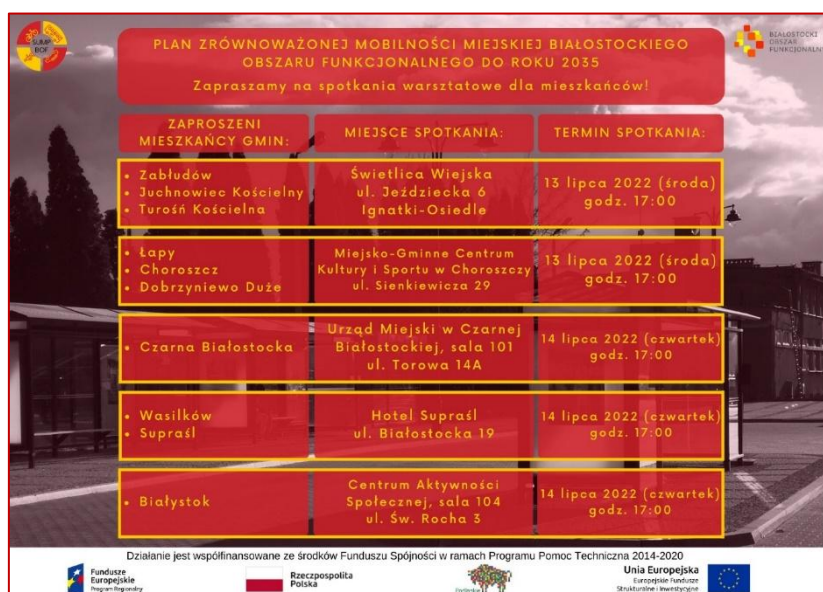 SUMP
BOF
PLAN ZRÓWNOWAŻONEJ MOBILNOŚCI MIEJSKIEJ BIAŁOSTOCKIEGO
OBSZARU FUNKCJONALNEGO DO ROKU 2035
Zapraszamy na spotkania warsztatowe dla mieszkańców!
BIAŁOSTOCKI
OBSZAR
FUNKCJONALNY
ZAPROSZENI
MIESZKAŃCY GMIN:
MIEJSCE SPOTKANIA:
TERMIN SPOTKANIA:
• Zabłudów
• Juchnowiec Kościelny
• Turośń Kościelna
Świetlica Wiejska
ul. Jeździecka 6
Ignatki-Osiedle
13 lipca 2022 (środa)
godz. 17:00
• Łapy
• Choroszcz
• Dobrzyniewo Duże
Miejsko-Gminne Centrum
Kultury i Sportu w Choroszczy
ul. Sienkiewicza 29
13 lipca 2022 (środa)
godz. 17:00
• Czarna Białostocka
Urząd Miejski w Czarnej
Białostockiej, sala 101
ul. Torowa 14A
14 lipca 2022 (czwartek)
godz. 17:00
• Wasilków
• Supraśl
Hotel Supraśl
ul. Białostocka 19
14 lipca 2022 (czwartek)
godz. 17:00
• Białystok
Centrum Aktywności
Społecznej, sala 104
ul. Św. Rocha 3
14 lipca 2022 (czwartek)
godz. 17:00
Działanie jest współfinansowane ze środków Funduszu Spójności w ramach Programu Pomoc Techniczna 2014-2020
Fundusze
Europejskie
Program Regionalny
Rzeczpospolita
Polska
Podlaskie
Unia Europejska
Europejskie Fundusze
Strukturalne i Inwestycyjne